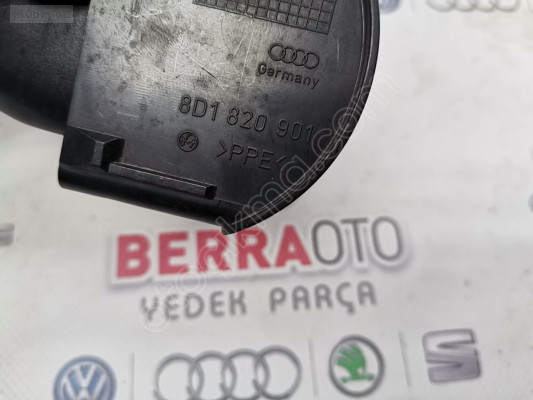 Germany
8D1 820 901
>PPE<
BERRAOTO
YEDEK PARÇA